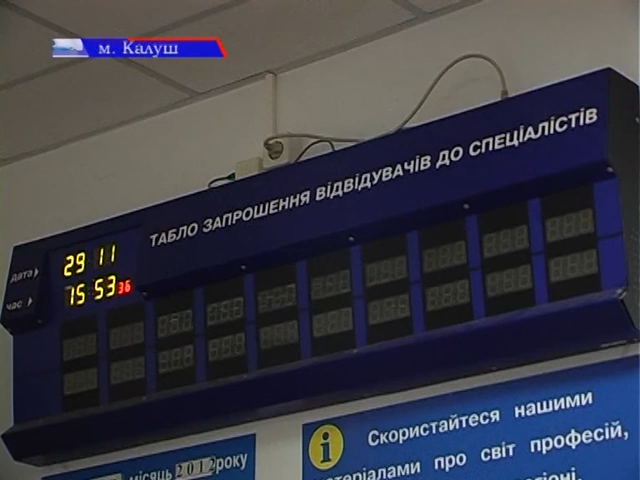 м. Калуш
ТАБЛО ЗАПРОШЕННЯ ВІДВІДУВАЧІВ ДО СПЕЦІАЛІСТІВ
дата 29 11
час 15 53 36
місяць 2012 року
Скористайтеся нашими
матеріалами про світ професій,